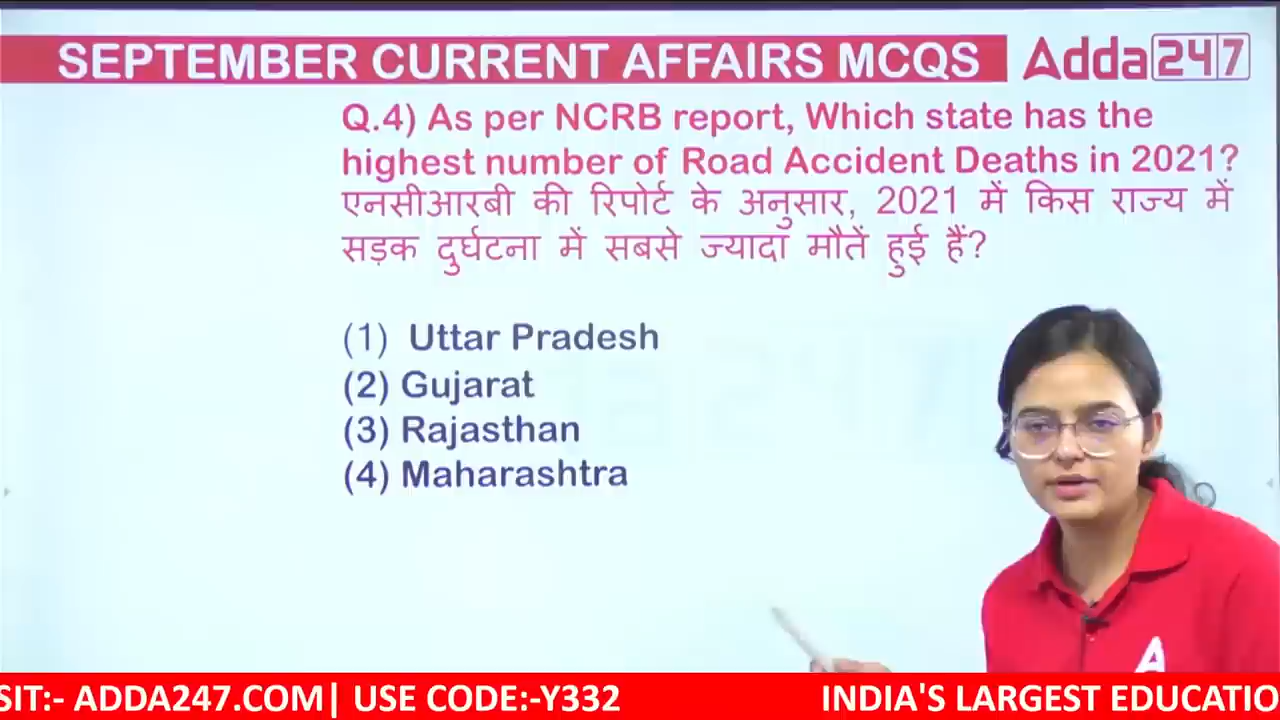 SEPTEMBER CURRENT AFFAIRS MCQS
Adda247
Q.4) As per NCRB report, Which state has the
highest number of Road Accident Deaths in 2021?
एनसीआरबी की रिपोर्ट के अनुसार, 2021 में किस राज्य में
सड़क दुर्घटना में सबसे ज्यादा मौतें हुई हैं?
(1) Uttar Pradesh
(2) Gujarat
(3) Rajasthan
(4) Maharashtra
A
SIT:- ADDA247.COM| USE CODE:-Y332 INDIA'S LARGEST EDUCATIO